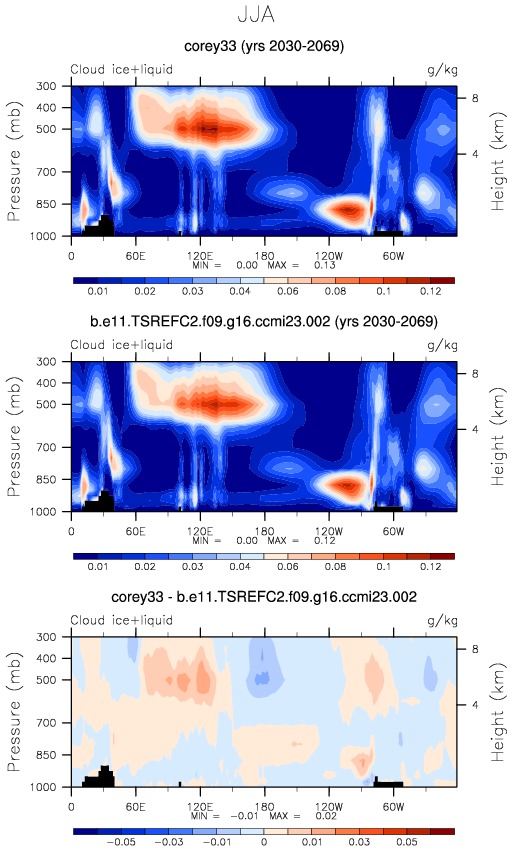 JJA
corey33 (yrs 2030-2069)
Cloud ice+liquid g/kg
300
400
500
700
850
1000
Pressure (mb)
8
4
Height (km)
0 60E 120E 180 120W 60W
MIN = 0.00 MAX = 0.13
0.01 0.02 0.03 0.04 0.06 0.08 0.1 0.12
b.e11.TSREFC2.f09.g16.ccmi23.002 (yrs 2030-2069)
Cloud ice+liquid g/kg
300
400
500
700
850
1000
Pressure (mb)
8
4
Height (km)
0 60E 120E 180 120W 60W
MIN = 0.00 MAX = 0.12
0.01 0.02 0.03 0.04 0.06 0.08 0.1 0.12
corey33 - b.e11.TSREFC2.f09.g16.ccmi23.002
Cloud ice+liquid g/kg
300
400
500
700
850
1000
Pressure (mb)
8
4
Height (km)
0 60E 120E 180 120W 60W
MIN = -0.01 MAX = 0.02
-0.05 -0.03 -0.01 0 0.01 0.03 0.05